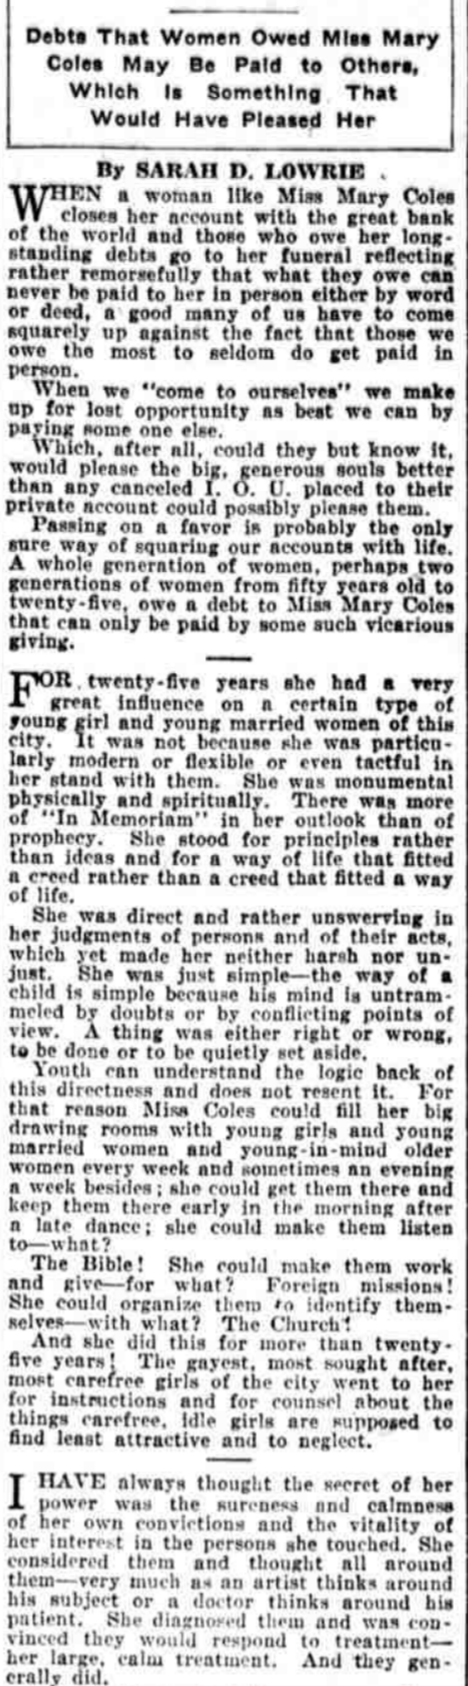 Debts That Women Owed Miss Mary
Coles May Be Paid to Others,
Which Is Something That
Would Have Pleased Her
By SARAH D. LOWRIE
WHEN a woman like Miss Mary Coles
closes her account with the great bank
of the world and those who owe her long-
standing debts go to her funeral reflecting
rather remorsefully that what they owe can
never be paid to her in person either by word
or deed, a good many of us have to come
squarely up against the fact that those we
owe the most to seldom do get paid in
person.
When we "come to ourselves" we make
up for lost opportunity as best we can by
paying some one else.
Which, after all, could they but know it,
would please the big, generous souls better
than any canceled I. O. U. placed to their
private account could possibly please them.
Passing on a favor is probably the only
sure way of squaring our accounts with life.
A whole generation of women, perhaps two
generations of women from fifty years old to
twenty-five, owe a debt to Miss Mary Coles
that can only be paid by some such vicarious
giving.
FOR twenty-five years she had a very
great influence on a certain type of
young girl and young married women of this
city. It was not because she was particu-
larly modern or flexible or even tactful in
her stand with them. She was monumental
physically and spiritually. There was more
of "In Memoriam" in her outlook than of
prophecy. She stood for principles rather
than ideas and for a way of life that fitted
a creed rather than a creed that fitted a way
of life.
She was direct and rather unswerving in
her judgments of persons and of their acts,
which yet made her neither harsh nor un-
just. She was just simple—the way of a
child is simple because his mind is untram-
meled by doubts or by conflicting points of
view. A thing was either right or wrong,
to be done or to be quietly set aside.
Youth can understand the logic back of
this directness and does not resent it. For
that reason Miss Coles could fill her big
drawing rooms with young girls and young
married women and young-in-mind older
women every week and sometimes an evening
a week besides; she could get them there and
keep them there early in the morning after
a late dance; she could make them listen
to—what?
The Bible! She could make them work
and give—for what? Foreign missions!
She could organize them to identify them-
selves—with what? The Church!
And she did this for more than twenty-
five years! The gayest, most sought after,
most carefree girls of the city went to her
for instructions and for counsel about the
things carefree, idle girls are supposed to
find least attractive and to neglect.
I HAVE always thought the secret of her
power was the sureness and calmness
of her own convictions and the vitality of
her interest in the persons she touched. She
considered them and thought all around
them—very much as an artist thinks around
his subject or a doctor thinks around his
patient. She diagnosed them and was con-
vinced they would respond to treatment—
her large, calm treatment. And they gen-
erally did.